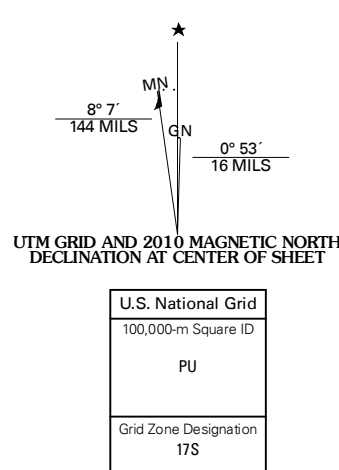 ★
MN
8° 7´
144 MILS
GN
0° 53´
16 MILS
UTM GRID AND 2010 MAGNETIC NORTH
DECLINATION AT CENTER OF SHEET
U.S. National Grid
100,000-m Square ID
PU
Grid Zone Designation
17S